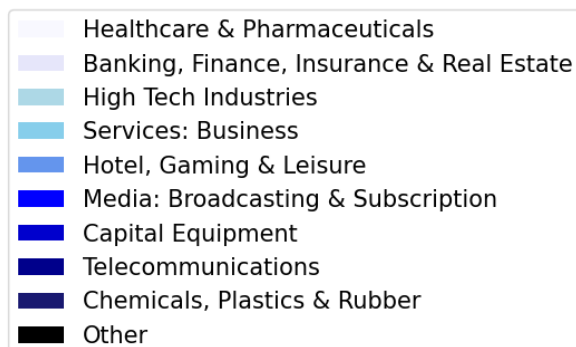 Healthcare & Pharmaceuticals
Banking, Finance, Insurance & Real Estate
High Tech Industries
Services: Business
Hotel, Gaming & Leisure
Media: Broadcasting & Subscription
Capital Equipment
Telecommunications
Chemicals, Plastics & Rubber
Other